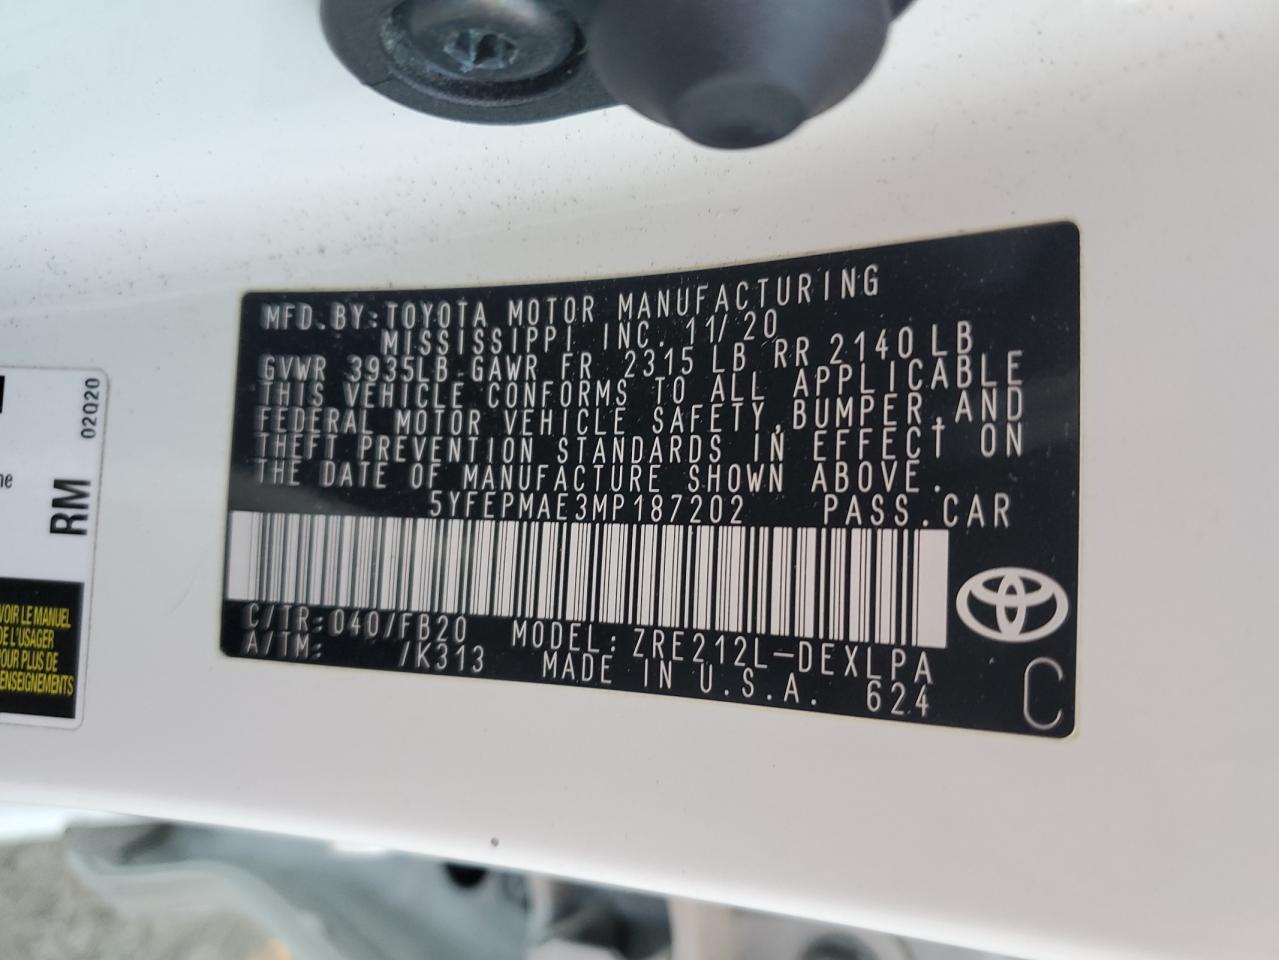 MFD.BY:TOYOTA MOTOR MANUFACTURING
MISSISSIPPI, INC. 11/20
GVWR 3935LB GAWR FR 2315 LB RR 2140 LB
THIS VEHICLE CONFORMS TO ALL APPLICABLE
FEDERAL MOTOR VEHICLE SAFETY,BUMPER,AND
THEFT PREVENTION STANDARDS IN EFFECT ON
THE DATE OF MANUFACTURE SHOWN ABOVE.
5YFEPMAE3MP187202 PASS.CAR
C/TR:040/FB20 MODEL:ZRE212L-DEXLPA
A/TM: /K313 MADE IN U.S.A. 624
C
02020
RM
VOIR LE MANUEL
DE L'USAGER
POUR PLUS DE
RENSEIGNEMENTS